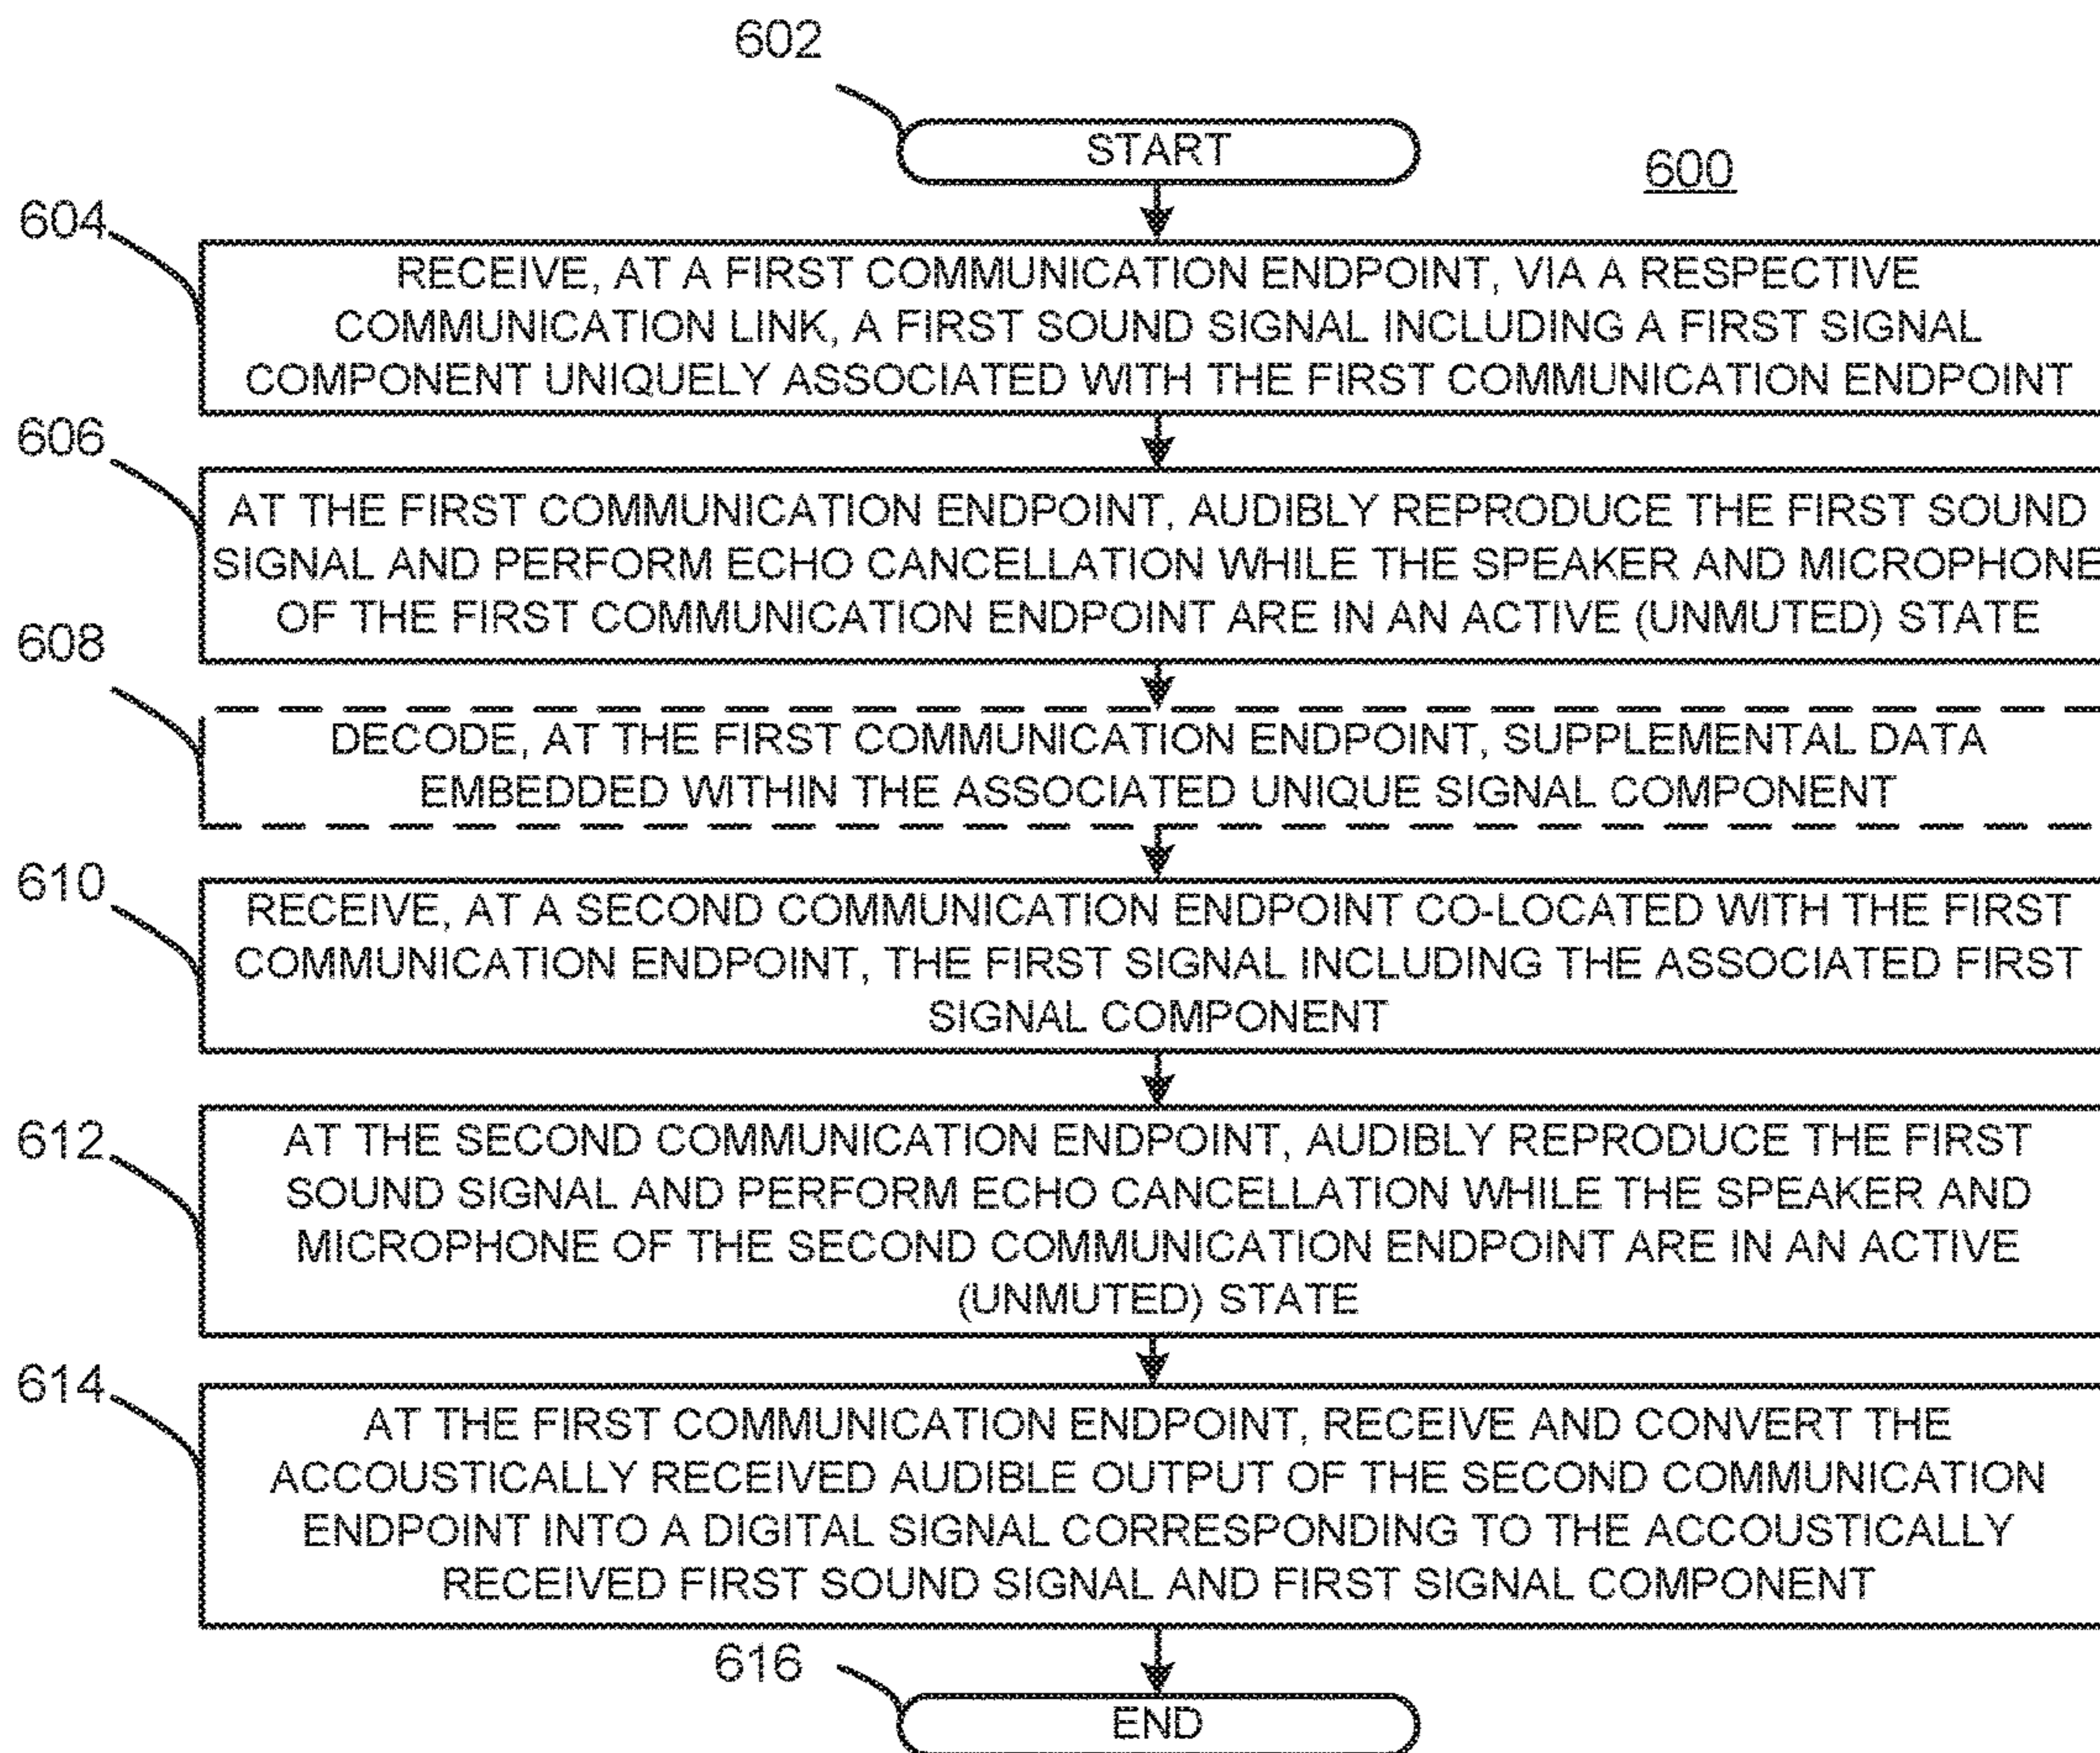 602
START
600
604
RECEIVE, AT A FIRST COMMUNICATION ENDPOINT, VIA A RESPECTIVE
COMMUNICATION LINK, A FIRST SOUND SIGNAL INCLUDING A FIRST SIGNAL
COMPONENT UNIQUELY ASSOCIATED WITH THE FIRST COMMUNICATION ENDPOINT
606
AT THE FIRST COMMUNICATION ENDPOINT, AUDIBLY REPRODUCE THE FIRST SOUND
SIGNAL AND PERFORM ECHO CANCELLATION WHILE THE SPEAKER AND MICROPHONE
OF THE FIRST COMMUNICATION ENDPOINT ARE IN AN ACTIVE (UNMUTED) STATE
608
DECODE, AT THE FIRST COMMUNICATION ENDPOINT, SUPPLEMENTAL DATA
EMBEDDED WITHIN THE ASSOCIATED UNIQUE SIGNAL COMPONENT
610
RECEIVE, AT A SECOND COMMUNICATION ENDPOINT CO-LOCATED WITH THE FIRST
COMMUNICATION ENDPOINT, THE FIRST SIGNAL INCLUDING THE ASSOCIATED FIRST
SIGNAL COMPONENT
612
AT THE SECOND COMMUNICATION ENDPOINT, AUDIBLY REPRODUCE THE FIRST
SOUND SIGNAL AND PERFORM ECHO CANCELLATION WHILE THE SPEAKER AND
MICROPHONE OF THE SECOND COMMUNICATION ENDPOINT ARE IN AN ACTIVE
(UNMUTED) STATE
614
AT THE FIRST COMMUNICATION ENDPOINT, RECEIVE AND CONVERT THE
ACCOUSTICALLY RECEIVED AUDIBLE OUTPUT OF THE SECOND COMMUNICATION
ENDPOINT INTO A DIGITAL SIGNAL CORRESPONDING TO THE ACCOUSTICALLY
RECEIVED FIRST SOUND SIGNAL AND FIRST SIGNAL COMPONENT
616
END